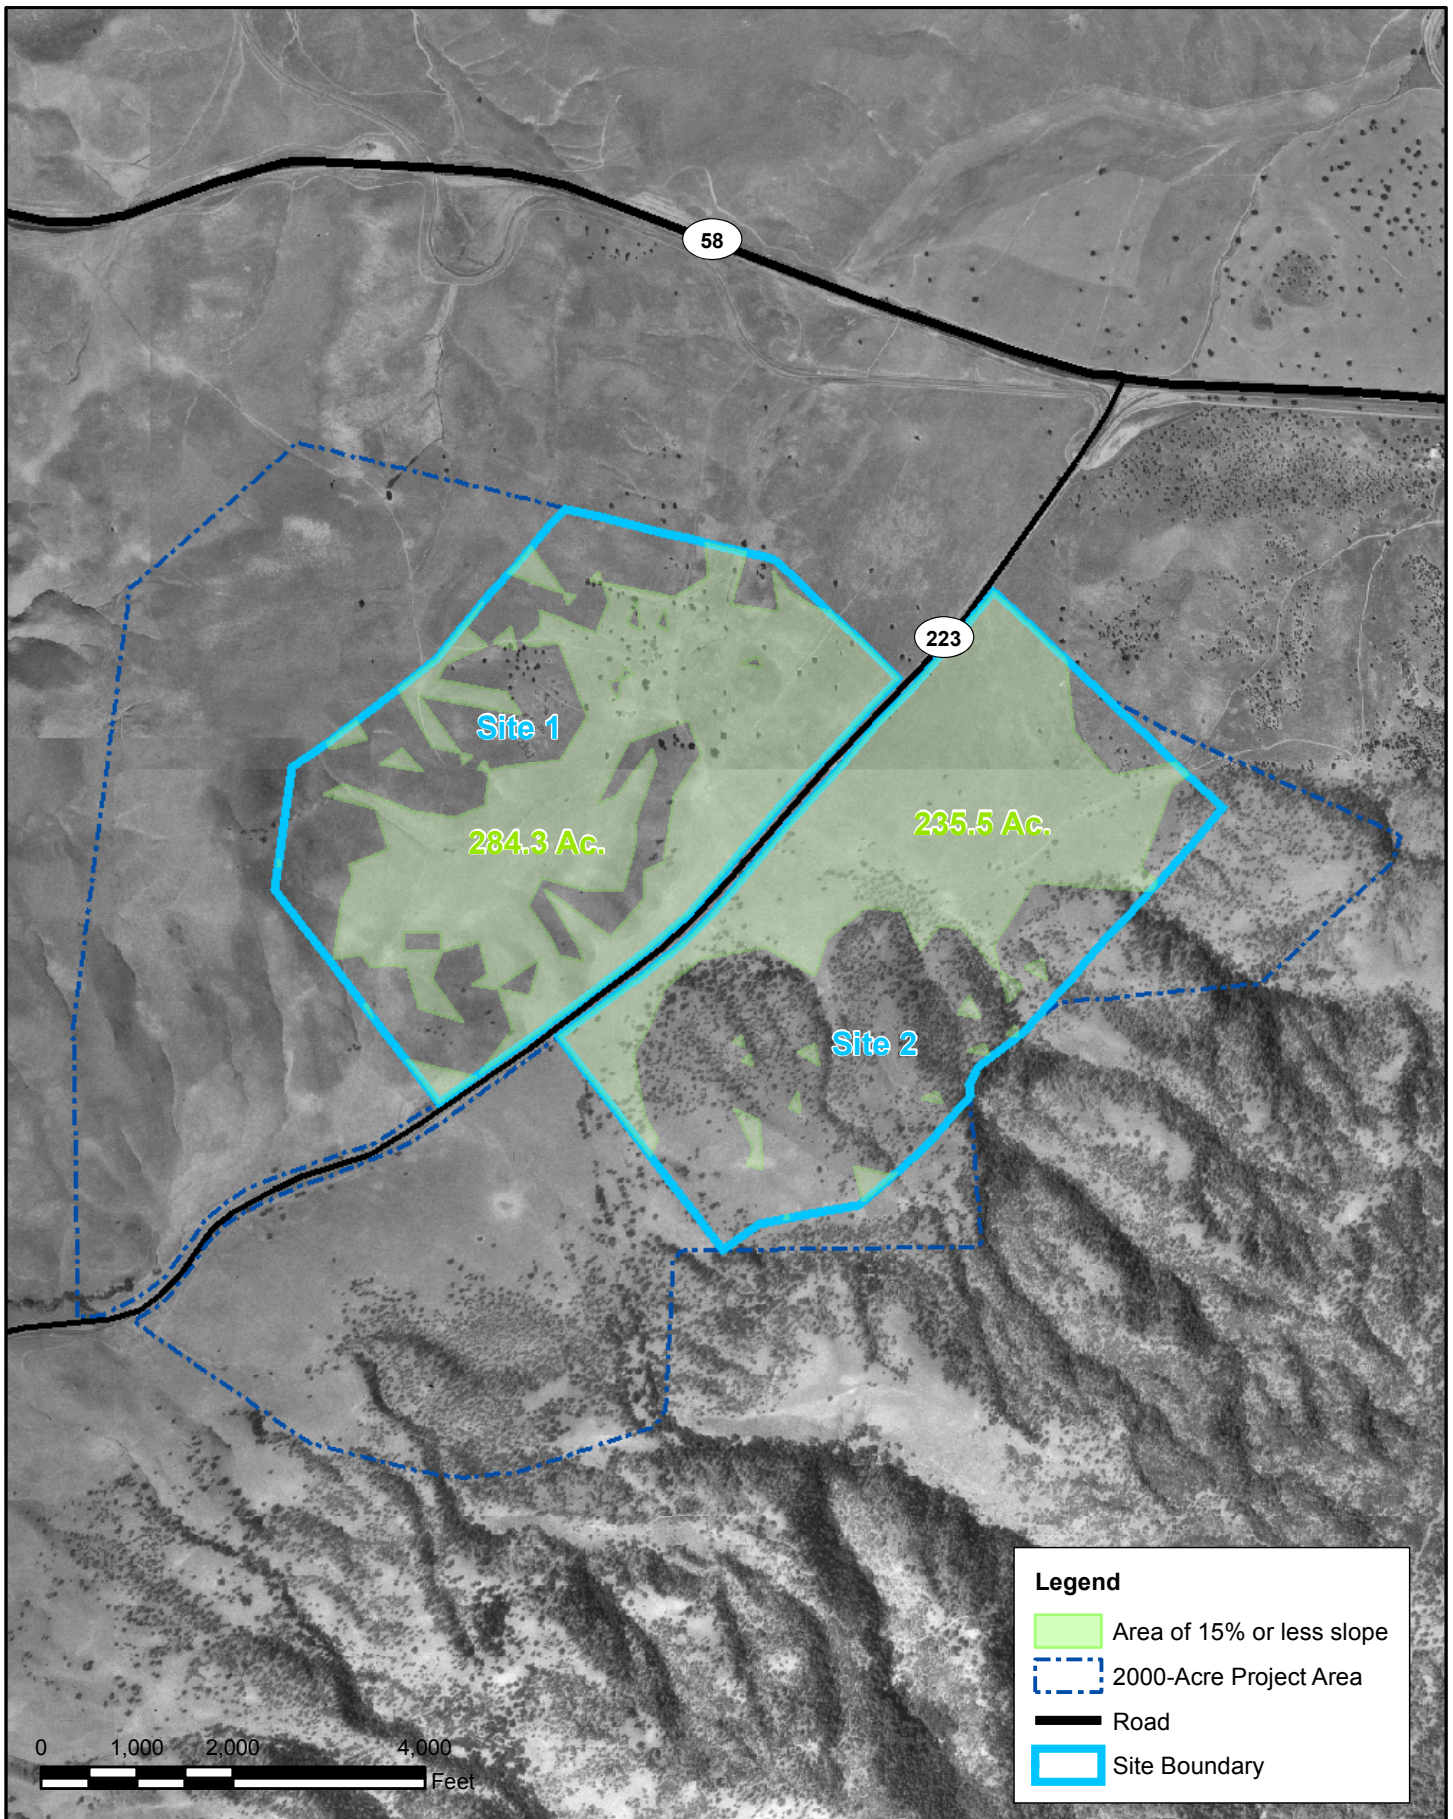 58
223
Site 1
284.3 Ac.
235.5 Ac.
Site 2
Legend
Area of 15% or less slope
2000-Acre Project Area
Road
Site Boundary
0 1,000 2,000 4,000
Feet